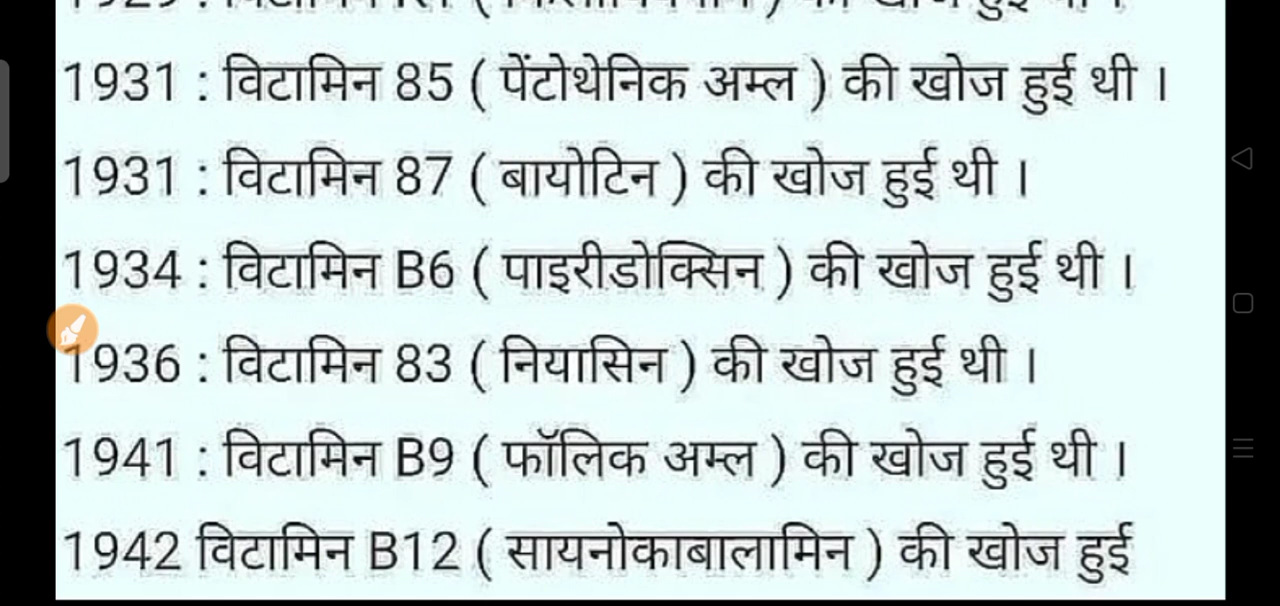 1931 : विटामिन 85 ( पेंटोथेनिक अम्ल ) की खोज हुई थी ।
1931 : विटामिन 87 ( बायोटिन ) की खोज हुई थी ।
1934 : विटामिन B6 ( पाइरीडोक्सिन ) की खोज हुई थी ।
1936 : विटामिन 83 ( नियासिन ) की खोज हुई थी ।
1941 : विटामिन B9 ( फॉलिक अम्ल ) की खोज हुई थी ।
1942 विटामिन B12 ( सायनोकाबालामिन ) की खोज हुई